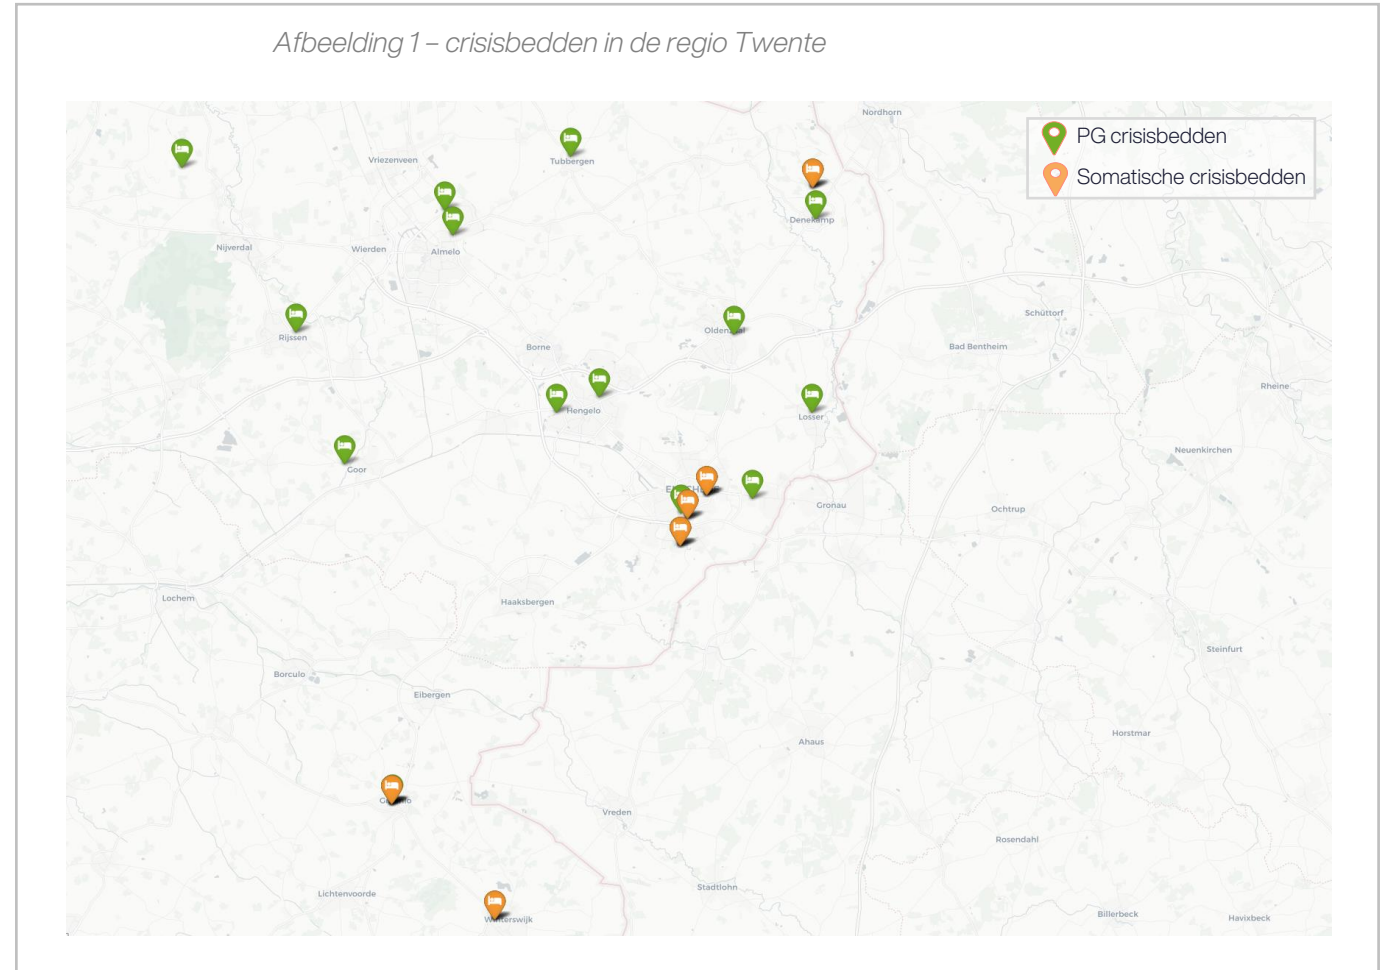 Afbeelding 1 – crisisbedden in de regio Twente
Nordhorn
PG crisisbedden
Somatische crisisbedden
Vriezenveen
Tubbergen
Denekamp
Nijverdal
Wierden
Almelo
Schüttorf
Rijssen
Borne
Bad Bentheim
Rheine
Hengelo
Losser
Neuenkirchen
Goor
Gronau
Ochtrup
Lochem
Haaksbergen
Steinfurt
Borculo
Eibergen
Horstmar
Ahaus
Vreden
Rosendahl
Lichtenvoorde
Stadtlohn
Winterswijk
Billerbeck
Havixbeck